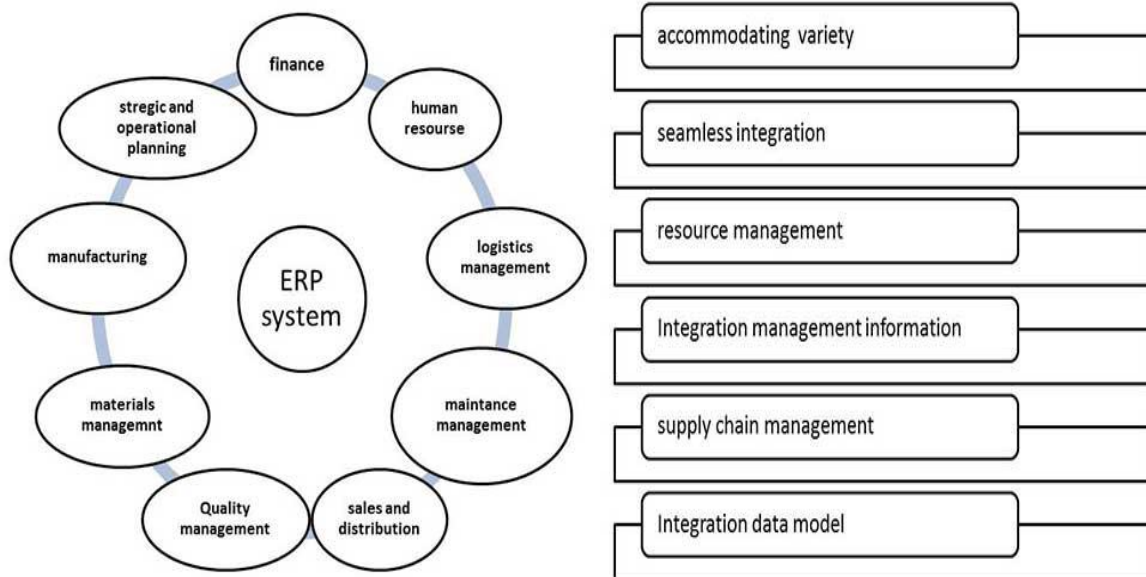 finance
human
resourse
logistics
management
maintance
management
sales and
distribution
Quality
management
materials
managemnt
manufacturing
stregic and
operational
planning
ERP
system
accommodating variety
seamless integration
resource management
Integration management information
supply chain management
Integration data model